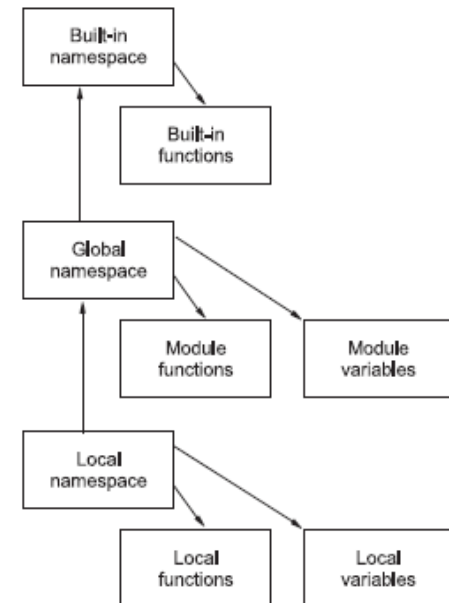 Built-in
namespace
Built-in
functions
Global
namespace
Module
functions
Module
variables
Local
namespace
Local
functions
Local
variables